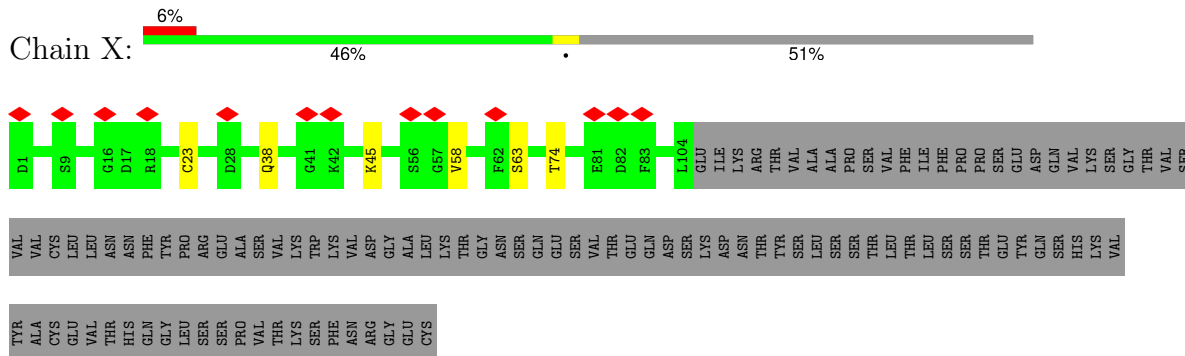 6%
Chain X:
46% • 51%
D1 S9 G16 D17 R18 C23 D28 Q38 G41 K42 K45 S56 G57 V58 F62 S63 T74 E81 D82 F83 L104 GLU ILE LYS ARG THR VAL ALA ALA PRO SER VAL PHE ILE PHE PRO PRO SER GLU ASP GLN VAL LYS SER GLY THR VAL SER
VAL VAL CYS LEU LEU ASN ASN PHE TYR PRO ARG GLU ALA SER VAL LYS TRP LYS VAL ASP GLY ALA LEU LYS THR GLY ASN SER GLN GLU SER VAL THR GLU GLN ASP SER LYS ASP ASN THR TYR SER LEU SER SER THR LEU THR LEU SER SER THR GLU TYR GLN SER HIS LYS VAL
TYR ALA CYS GLU VAL THR HIS GLN GLY LEU SER SER PRO VAL THR LYS SER PHE ASN ARG GLY GLU CYS